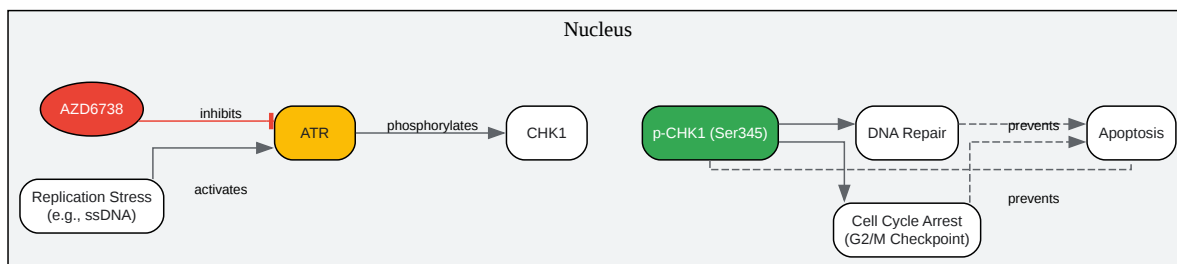 Nucleus
AZD6738
inhibits
ATR
phosphorylates
CHK1
p-CHK1 (Ser345)
DNA Repair
prevents
Apoptosis
Replication Stress
(e.g., ssDNA)
activates
prevents
Cell Cycle Arrest
(G2/M Checkpoint)